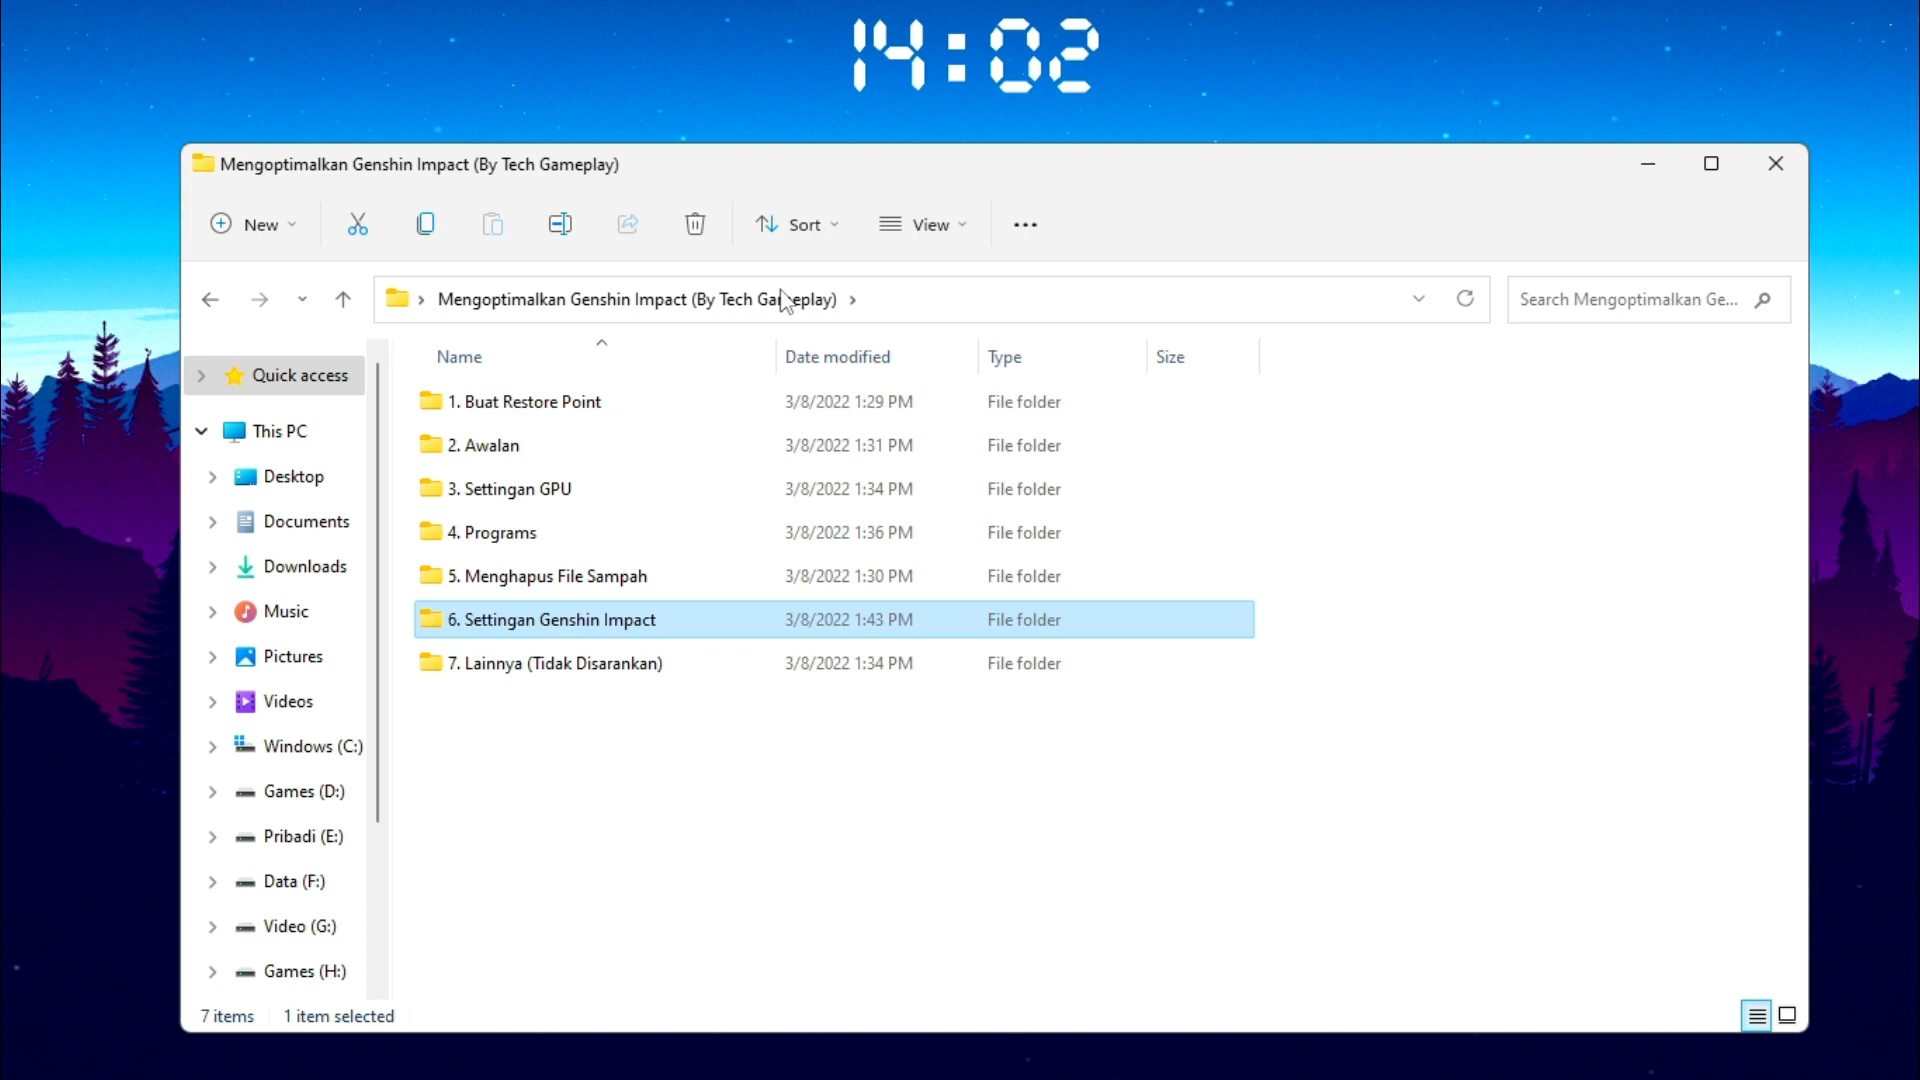 14:02
Mengoptimalkan Genshin Impact (By Tech Gameplay)
New
Sort
View
Mengoptimalkan Genshin Impact (By Tech Gameplay)
Search Mengoptimalkan Ge...
Name Date modified Type Size
Quick access
This PC
Desktop
Documents
Downloads
Music
Pictures
Videos
Windows (C:)
Games (D:)
Pribadi (E:)
Data (F:)
Video (G:)
Games (H:)
1. Buat Restore Point 3/8/2022 1:29 PM File folder
2. Awalan 3/8/2022 1:31 PM File folder
3. Settingan GPU 3/8/2022 1:34 PM File folder
4. Programs 3/8/2022 1:36 PM File folder
5. Menghapus File Sampah 3/8/2022 1:30 PM File folder
6. Settingan Genshin Impact 3/8/2022 1:43 PM File folder
7. Lainnya (Tidak Disarankan) 3/8/2022 1:34 PM File folder
7 items 1 item selected